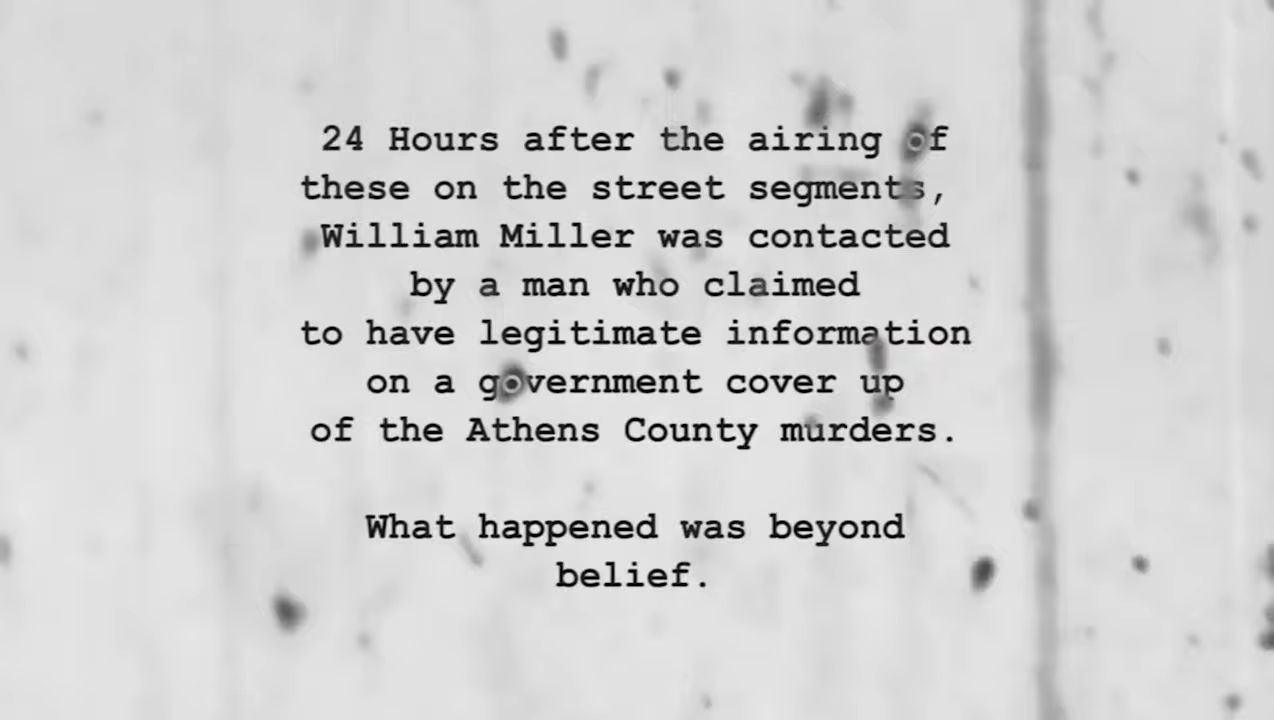 24 Hours after the airing of
these on the street segments,
William Miller was contacted
by a man who claimed
to have legitimate information
on a government cover up
of the Athens County murders.
What happened was beyond
belief.